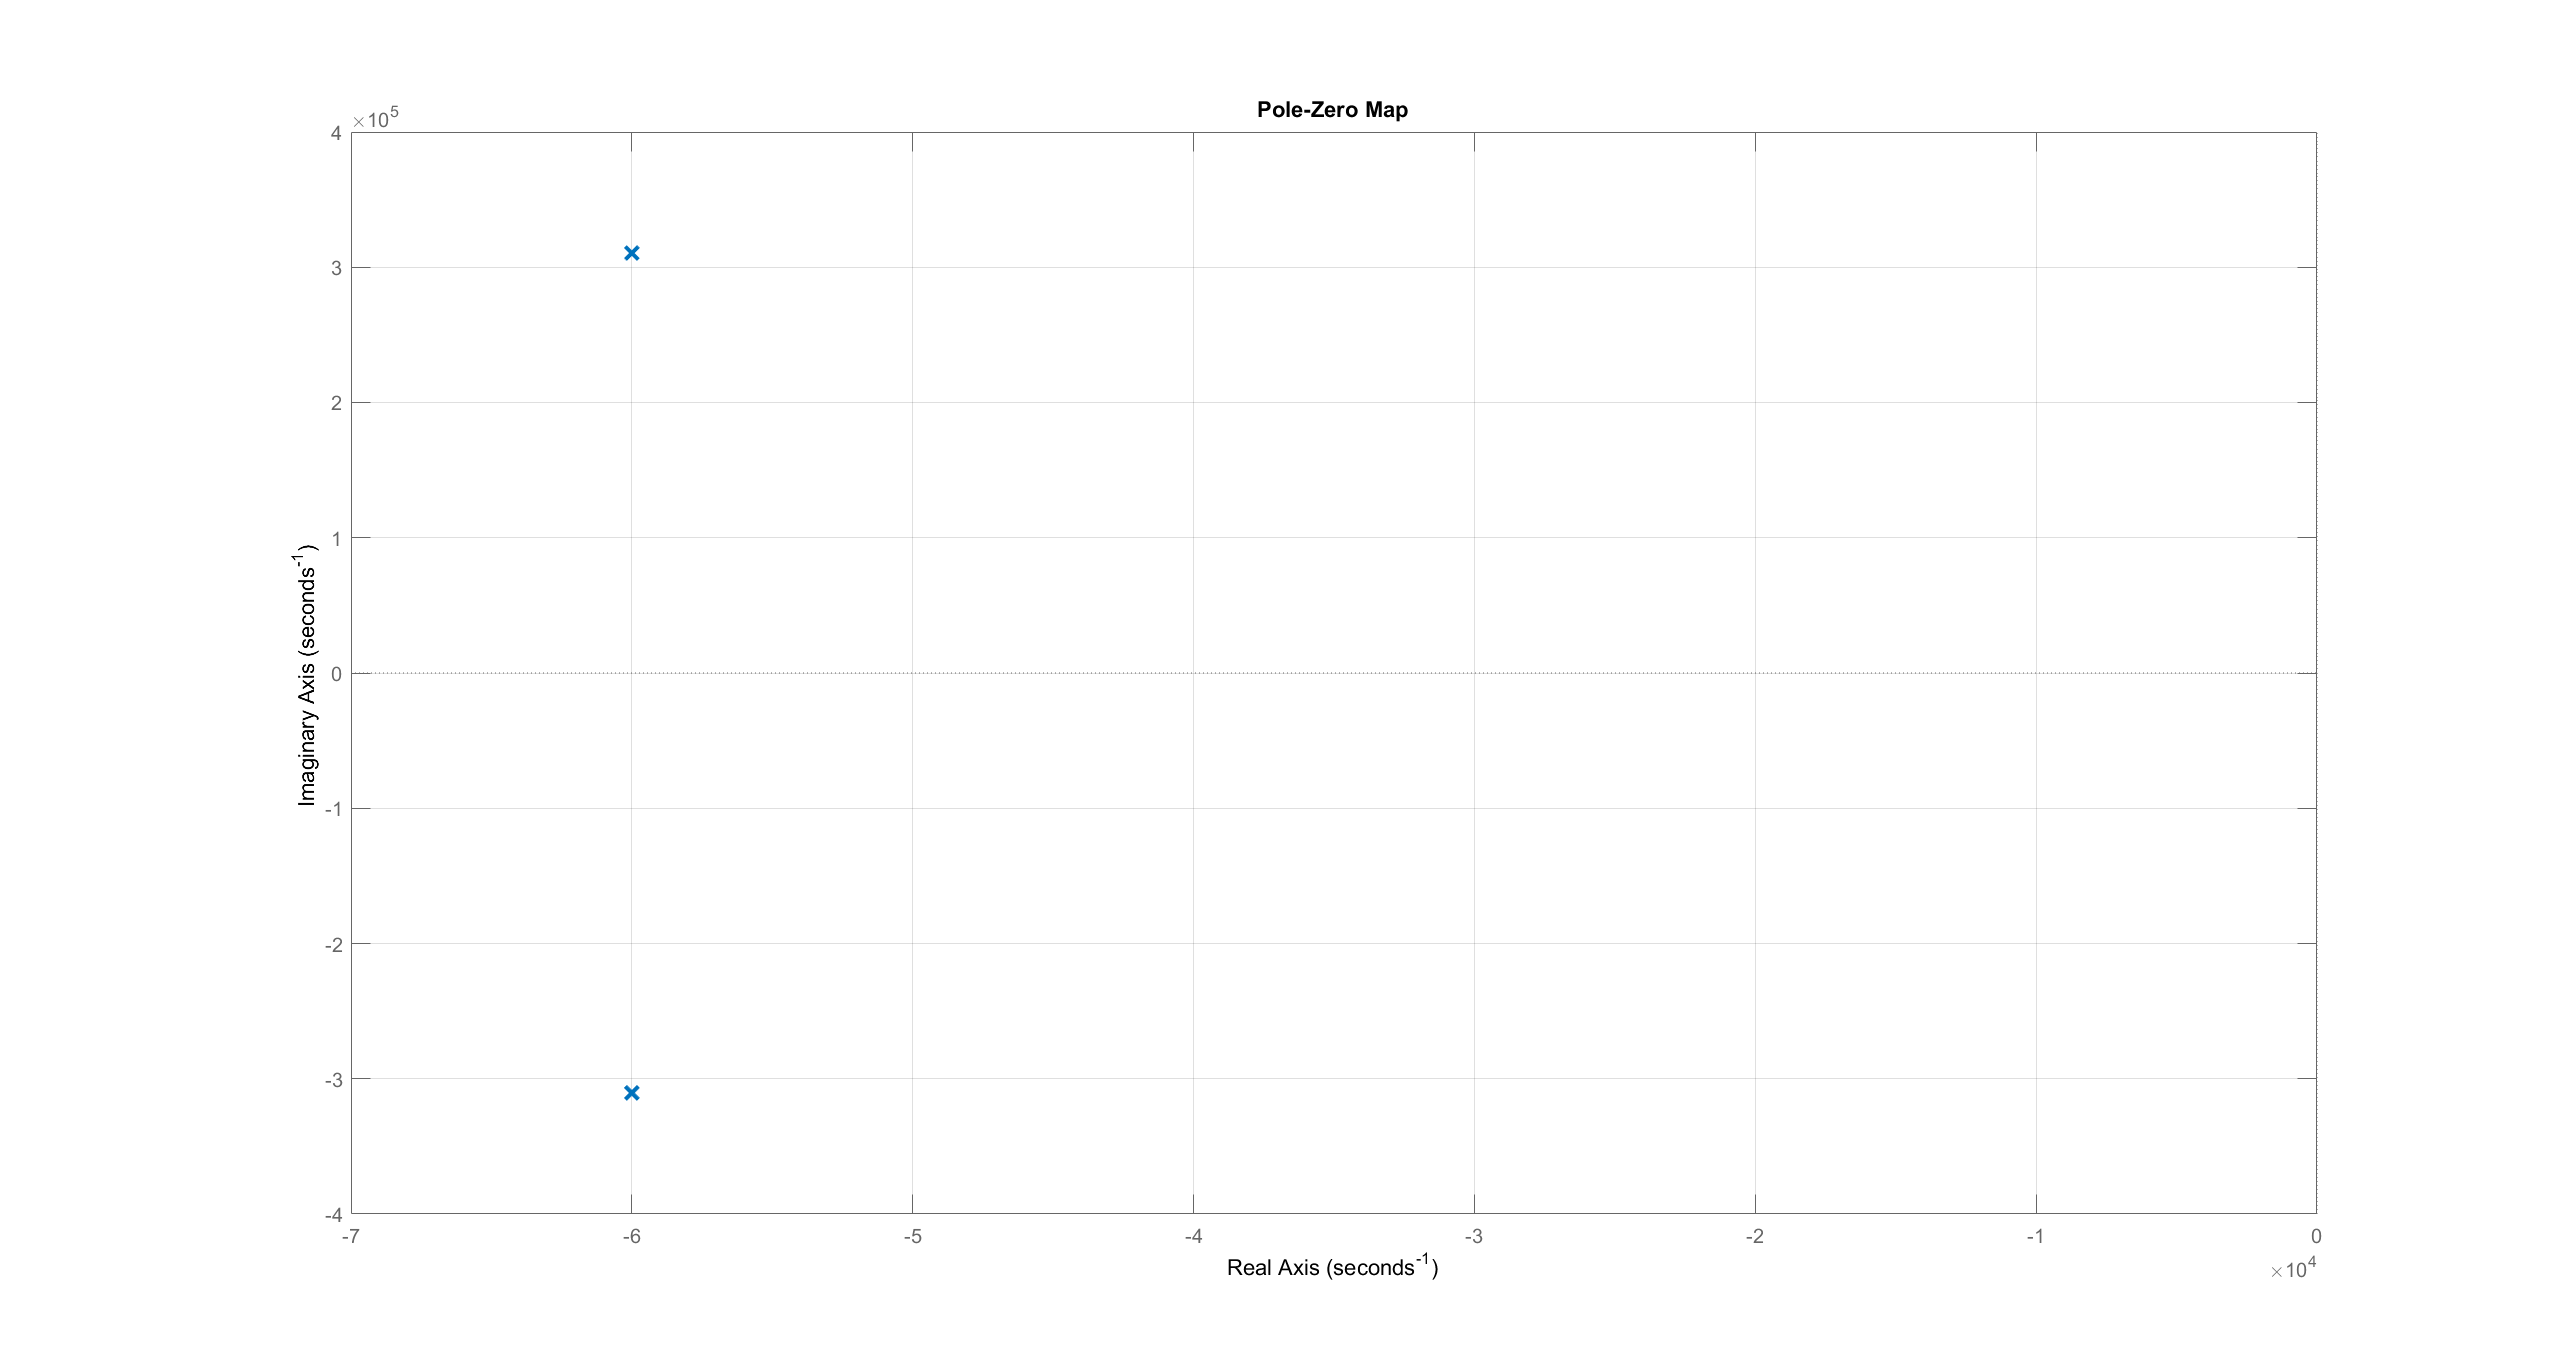 Pole-Zero Map
×10^5
4
3
2
1
0
-1
-2
-3
-4
Imaginary Axis (seconds^-1)
-7 -6 -5 -4 -3 -2 -1 0
×10^4
Real Axis (seconds^-1)